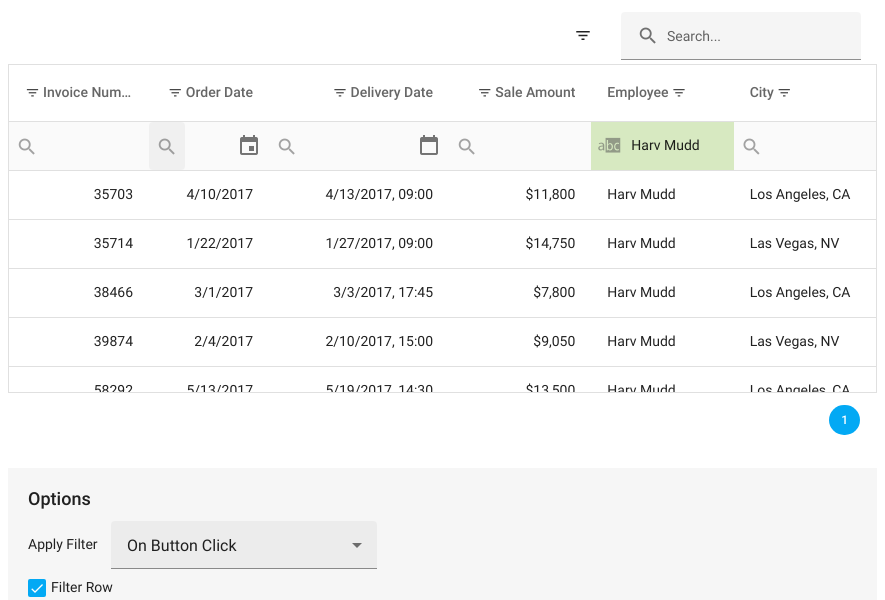 Search...
Invoice Num... Order Date Delivery Date Sale Amount Employee City
abc Harv Mudd
35703 4/10/2017 4/13/2017, 09:00 $11,800 Harv Mudd Los Angeles, CA
35714 1/22/2017 1/27/2017, 09:00 $14,750 Harv Mudd Las Vegas, NV
38466 3/1/2017 3/3/2017, 17:45 $7,800 Harv Mudd Los Angeles, CA
39874 2/4/2017 2/10/2017, 15:00 $9,050 Harv Mudd Las Vegas, NV
58292 5/13/2017 5/19/2017, 14:30 $13,500 Harv Mudd Los Angeles, CA
1
Options
Apply Filter On Button Click
Filter Row